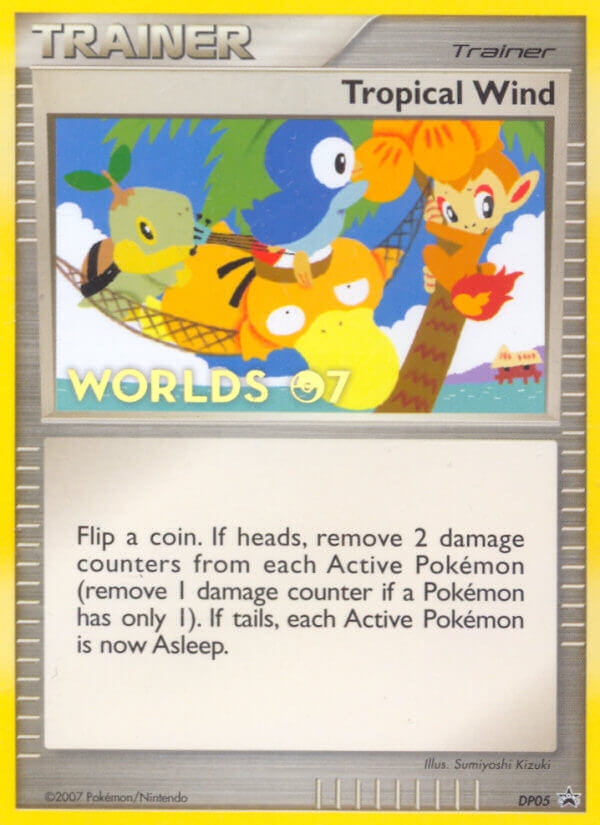 TRAINER
Trainer
Tropical Wind
WORLDS 07
Flip a coin. If heads, remove 2 damage
counters from each Active Pokémon
(remove 1 damage counter if a Pokémon
has only 1). If tails, each Active Pokémon
is now Asleep.
Illus. Sumiyoshi Kizuki
©2007 Pokémon/Nintendo
DP05